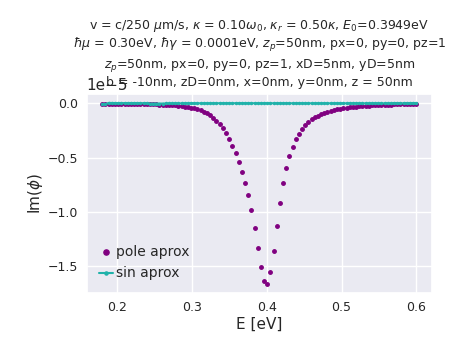 v = c/250 μm/s, κ = 0.10ω₀, κᵣ = 0.50κ, E₀=0.3949eV
ħμ = 0.30eV, ħγ = 0.0001eV, zₚ=50nm, px=0, py=0, pz=1
zₚ=50nm, px=0, py=0, pz=1, xD=5nm, yD=5nm
b = -10nm, zD=0nm, x=0nm, y=0nm, z = 50nm
1e−5
0.0
−0.5
−1.0
−1.5
Im(ϕ)
pole aprox
sin aprox
0.2 0.3 0.4 0.5 0.6
E [eV]